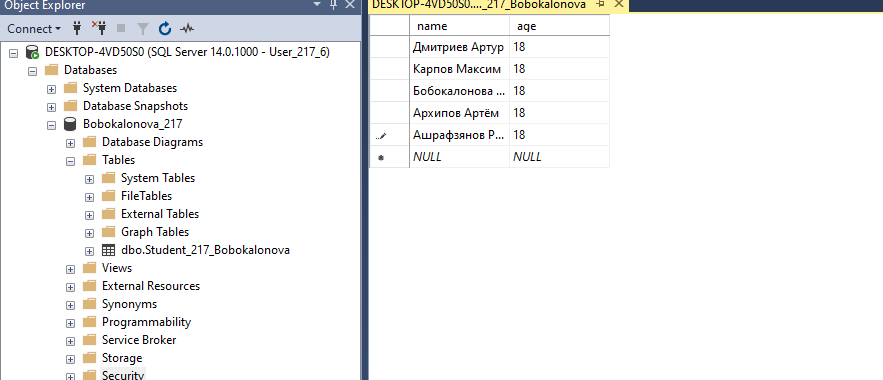 Object Explorer
Connect
DESKTOP-4VD50S0 (SQL Server 14.0.1000 - User_217_6)
Databases
System Databases
Database Snapshots
Bobokalonova_217
Database Diagrams
Tables
System Tables
FileTables
External Tables
Graph Tables
dbo.Student_217_Bobokalonova
Views
External Resources
Synonyms
Programmability
Service Broker
Storage
Security
DESKTOP-4VD50S0...._217_Bobokalonova
name age
Дмитриев Артур 18
Карпов Максим 18
Бобокалонова ... 18
Архипов Артём 18
Ашрафзянов Р... 18
NULL NULL